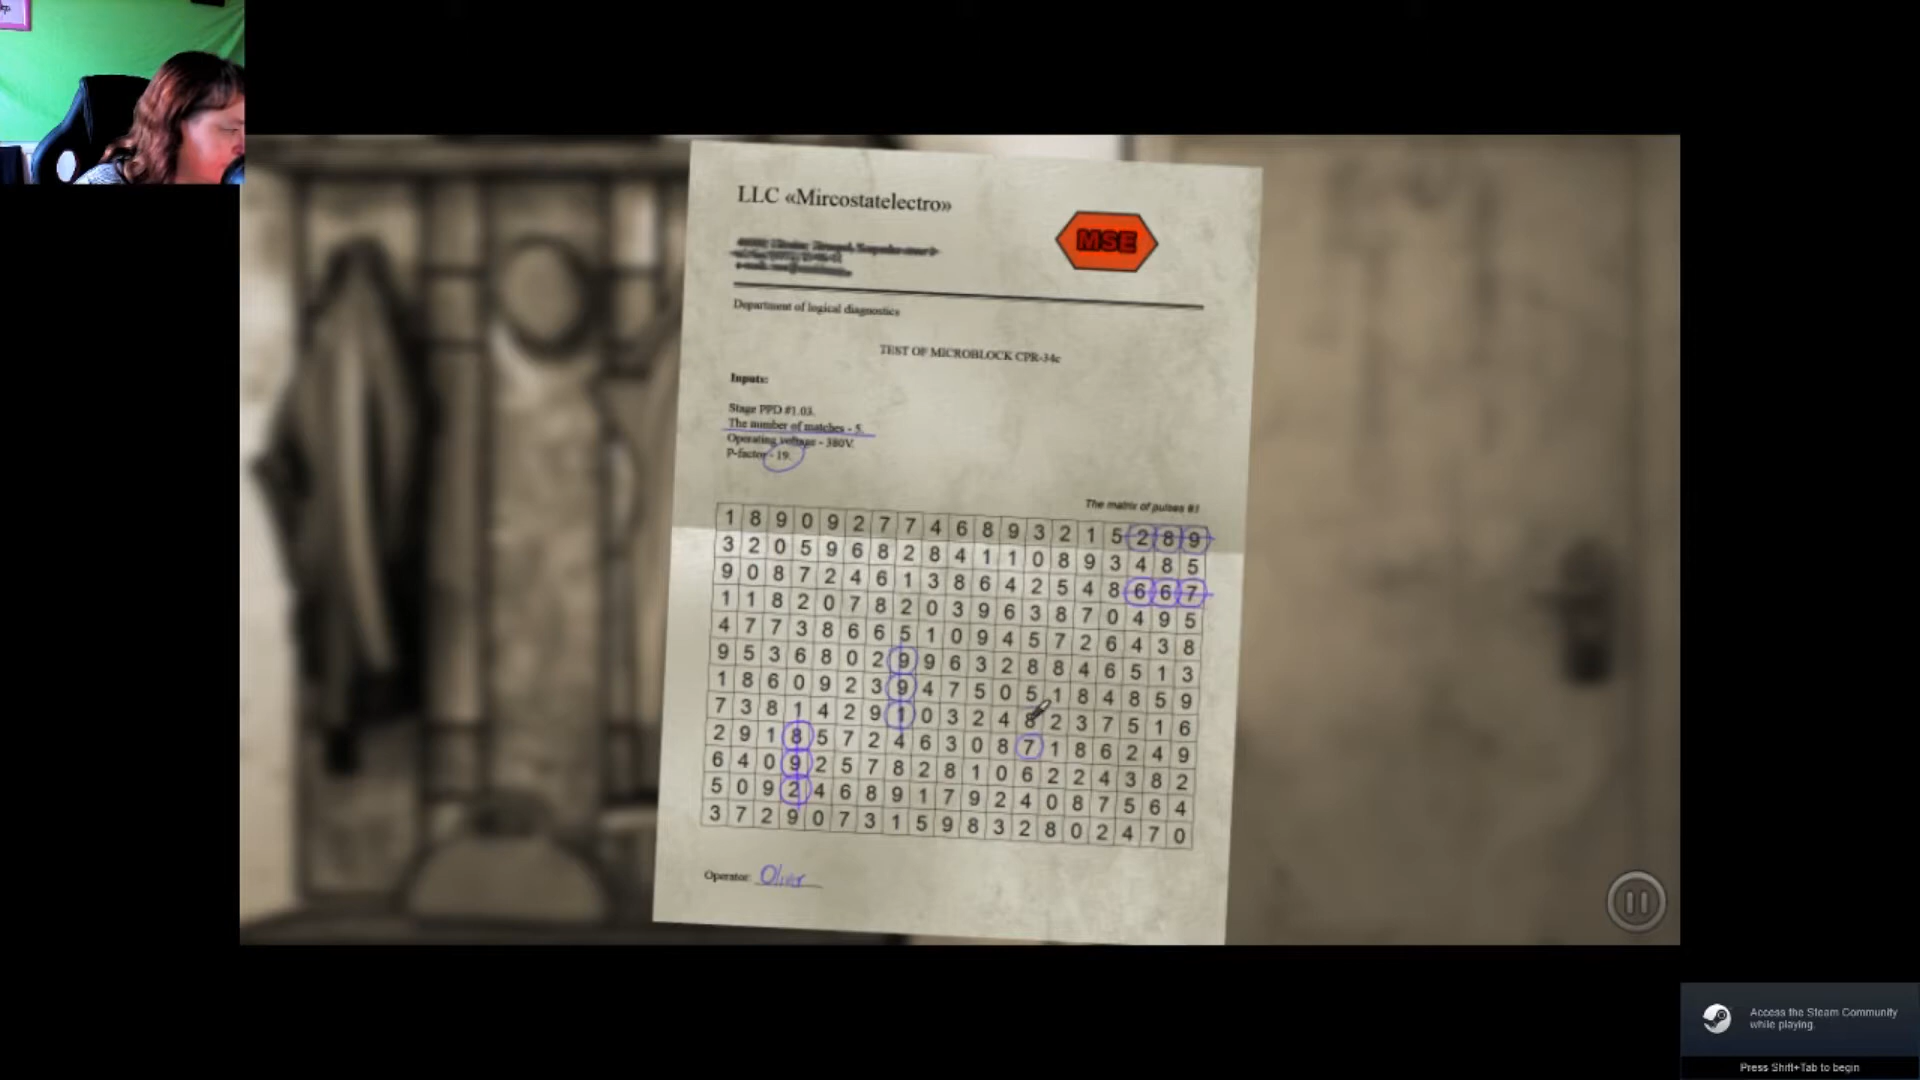 LLC «Mircostatelectro»
MSE
Department of logical diagnostics
TEST OF MICROBLOCK CPR-34c
Inputs:
Stage PPD #1.03.
The number of matches - 5.
Operating voltage - 380V.
P-factor - 19.
The matrix of pulses #1
1 8 9 0 9 2 7 7 4 6 8 9 3 2 1 5 2 8 9
3 2 0 5 9 6 8 2 8 4 1 1 0 8 9 3 4 8 5
9 0 8 7 2 4 6 1 3 8 6 4 2 5 4 8 6 6 7
1 1 8 2 0 7 8 2 0 3 9 6 3 8 7 0 4 9 5
4 7 7 3 8 6 6 5 1 0 9 4 5 7 2 6 4 3 8
9 5 3 6 8 0 2 9 9 6 3 2 8 8 4 6 5 1 3
1 8 6 0 9 2 3 9 4 7 5 0 5 1 8 4 8 5 9
7 3 8 1 4 2 9 1 0 3 2 4 8 2 3 7 5 1 6
2 9 1 8 5 7 2 4 6 3 0 8 7 1 8 6 2 4 9
6 4 0 9 2 5 7 8 2 8 1 0 6 2 2 4 3 8 2
5 0 9 2 4 6 8 9 1 7 9 2 4 0 8 7 5 6 4
3 7 2 9 0 7 3 1 5 9 8 3 2 8 0 2 4 7 0
Operator: Oliver
Access the Steam Community
while playing.
Press Shift+Tab to begin